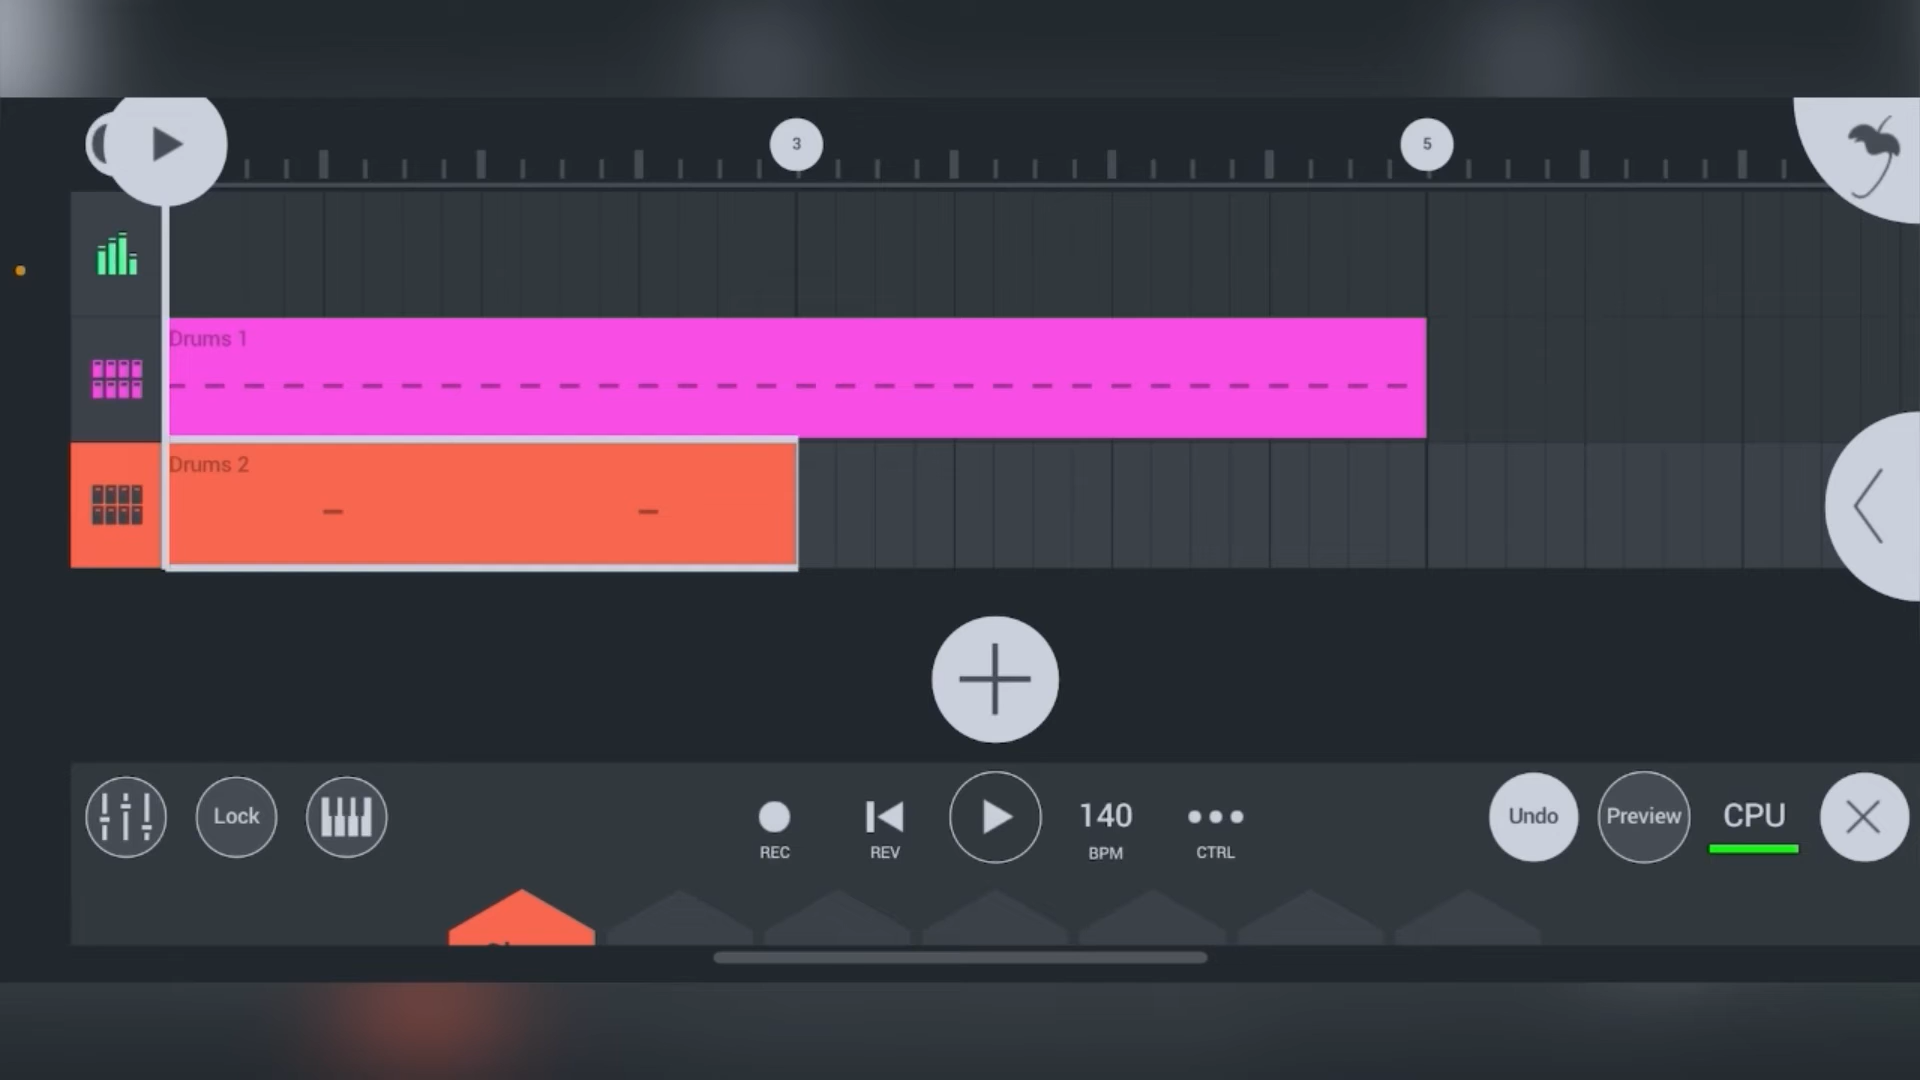 3
5
Drums 1
Drums 2
Lock
REC
REV
140
BPM
CTRL
Undo
Preview
CPU